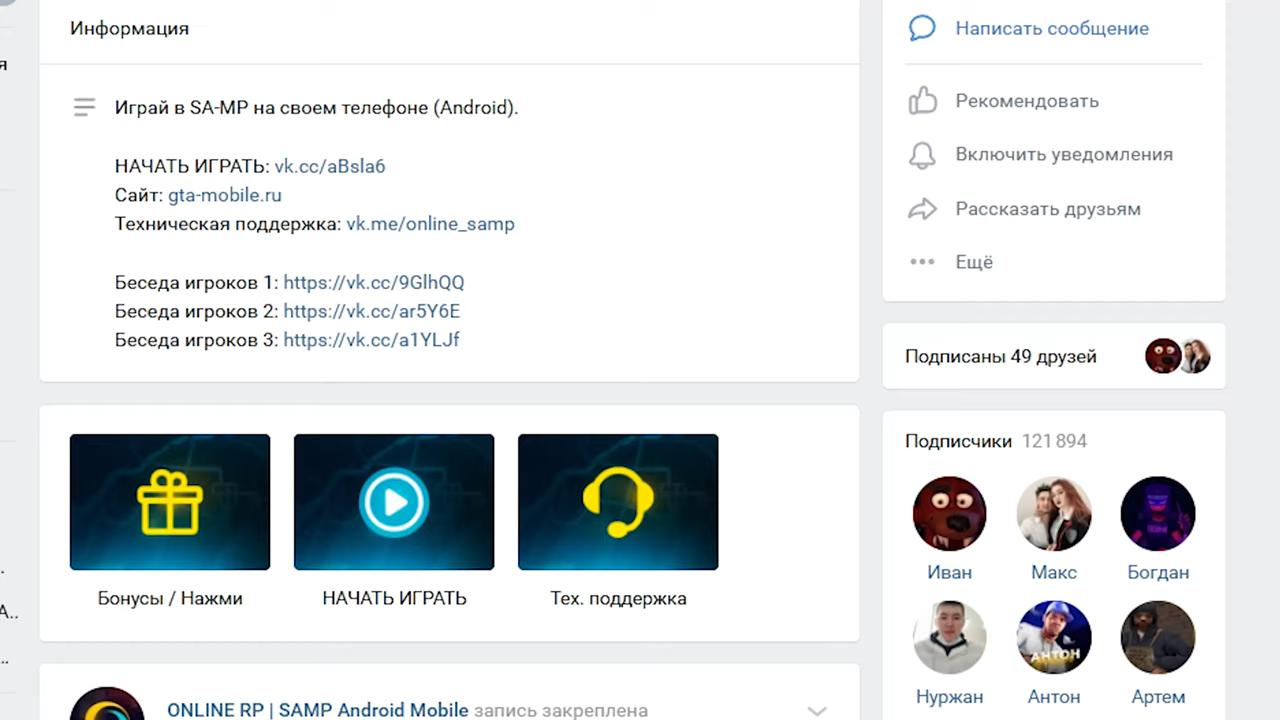 Информация
я
Играй в SA-MP на своем телефоне (Android).
НАЧАТЬ ИГРАТЬ: vk.cc/aBsla6
Сайт: gta-mobile.ru
Техническая поддержка: vk.me/online_samp
Беседа игроков 1: https://vk.cc/9GlhQQ
Беседа игроков 2: https://vk.cc/ar5Y6E
Беседа игроков 3: https://vk.cc/a1YLJf
Бонусы / Нажми
НАЧАТЬ ИГРАТЬ
Тех. поддержка
А..
ONLINE RP | SAMP Android Mobile запись закреплена
Написать сообщение
Рекомендовать
Включить уведомления
Рассказать друзьям
Ещё
Подписаны 49 друзей
Подписчики 121 894
Иван
Макс
Богдан
АНТОН
Нуржан
Антон
Артем